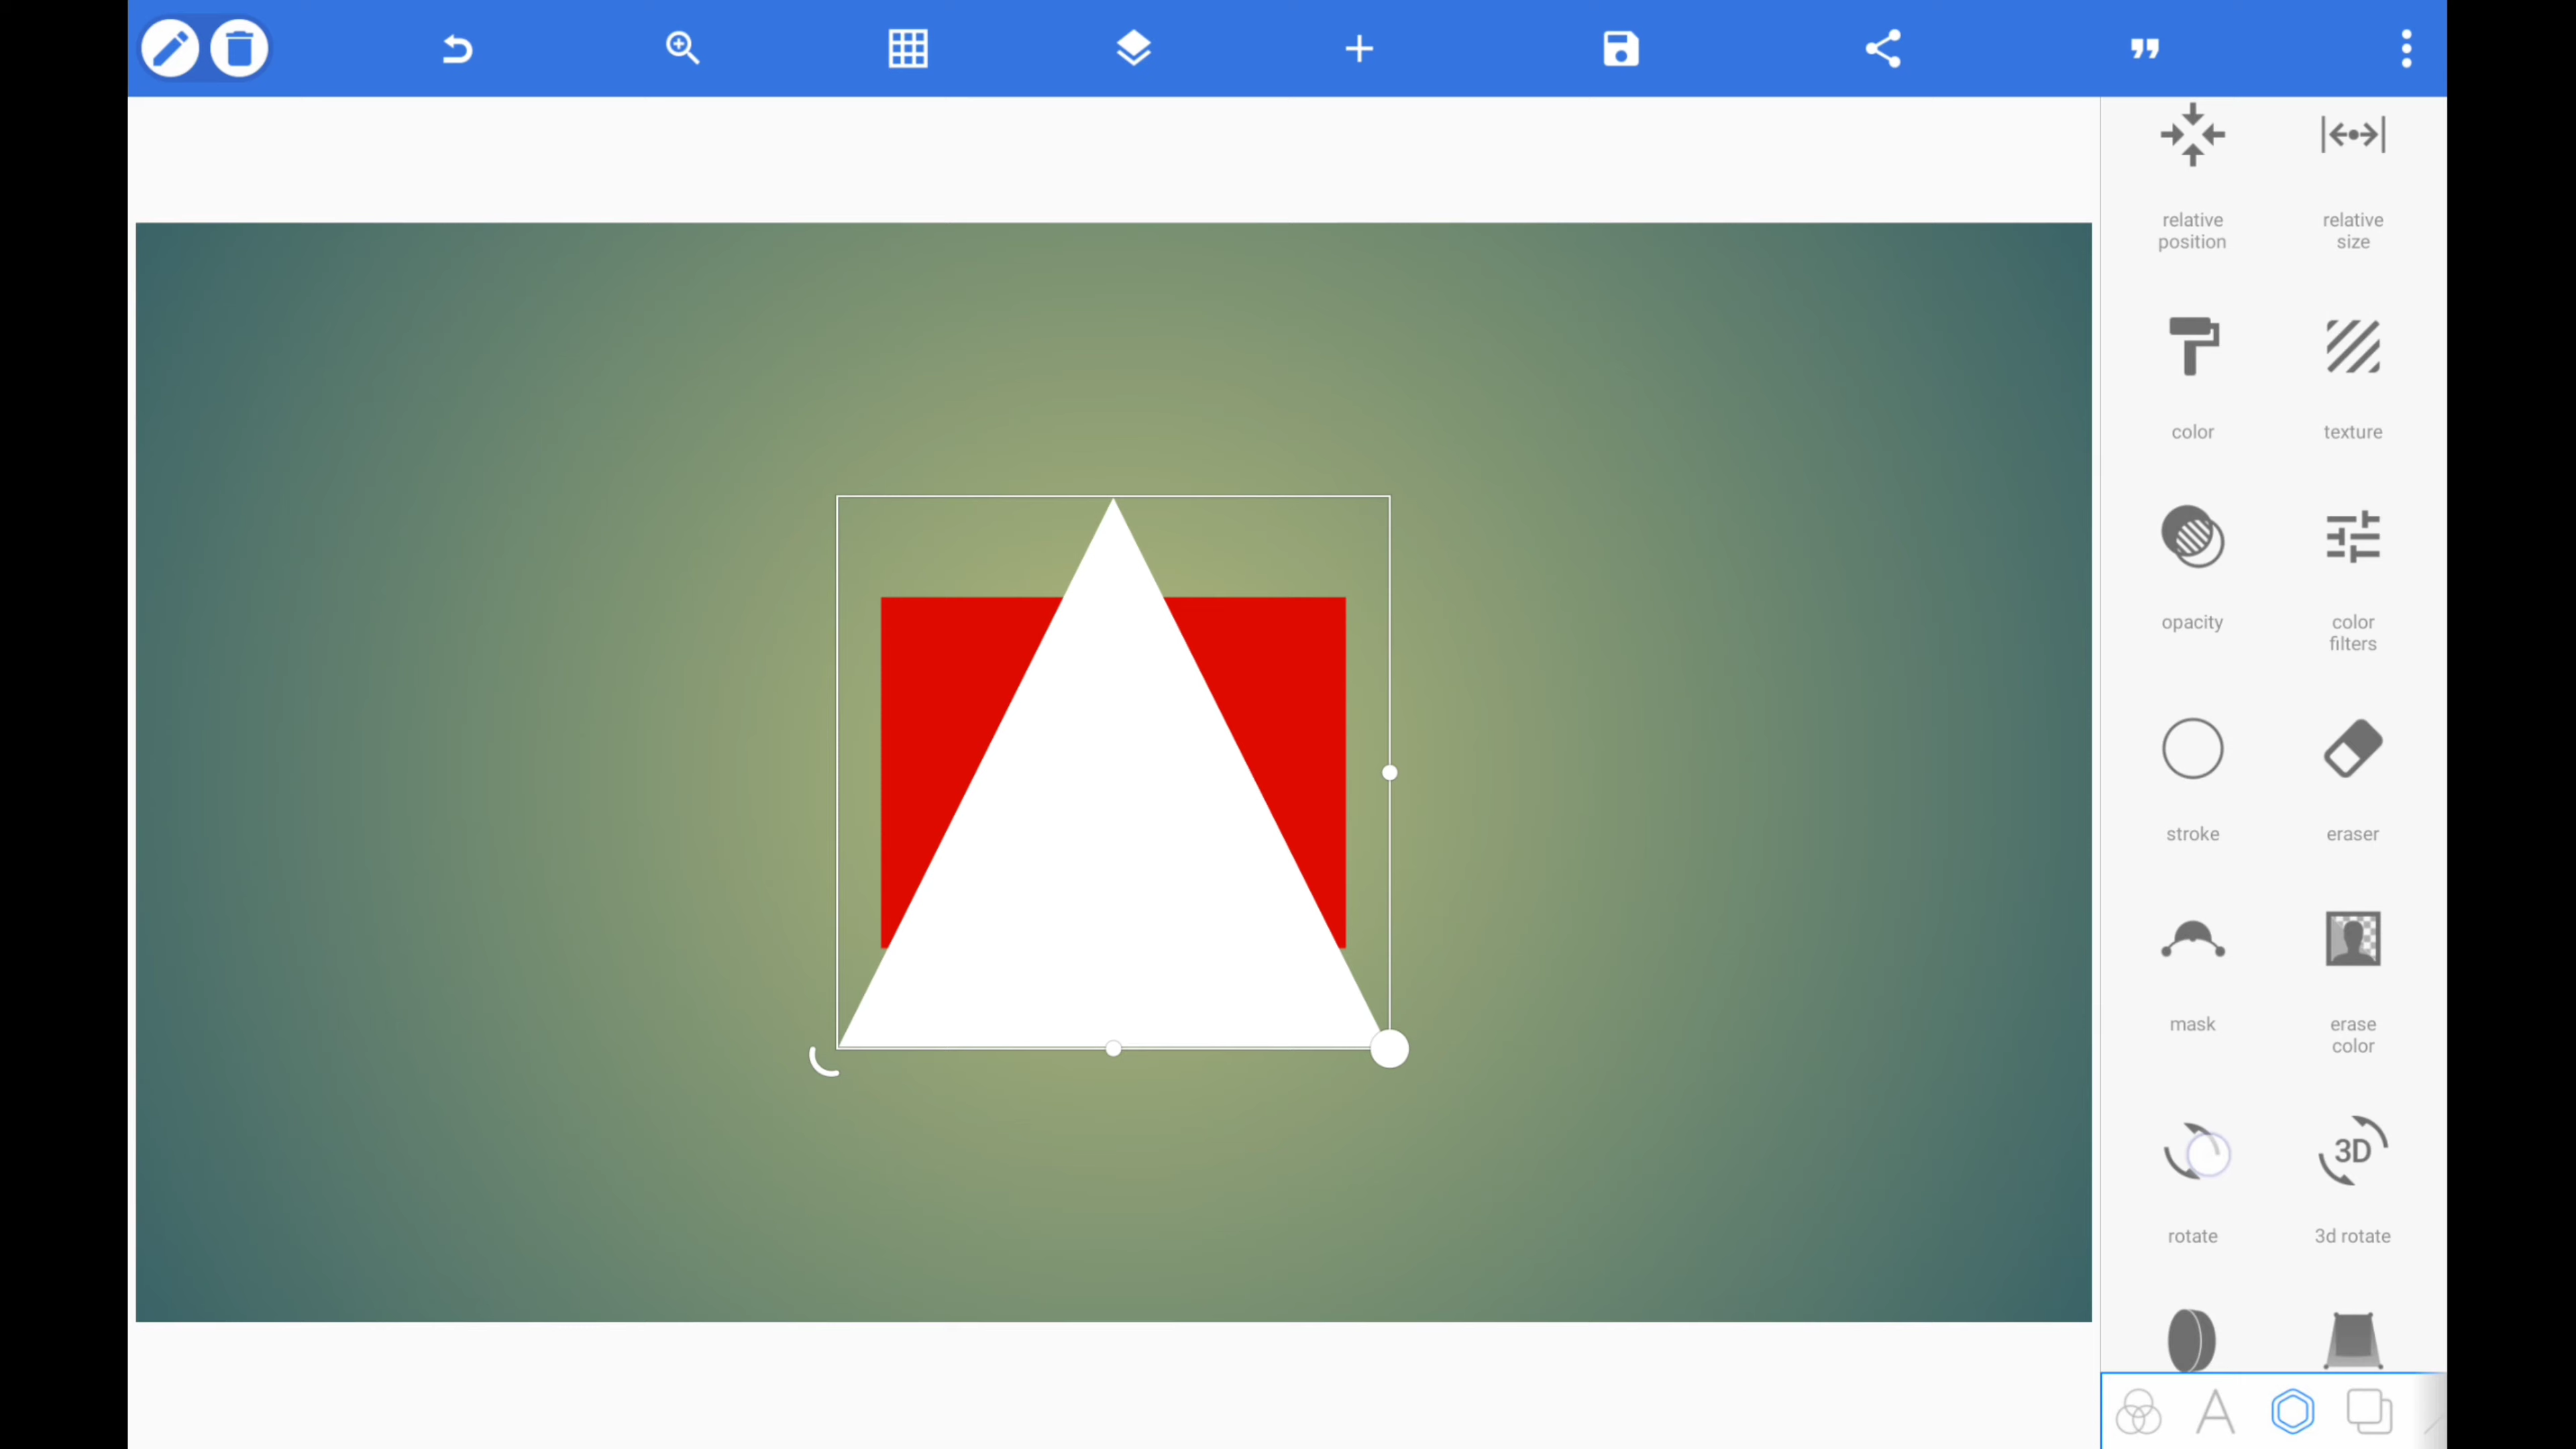 relative relative
position size
color texture
opacity color
filters
stroke eraser
mask erase
color
3D
rotate 3d rotate